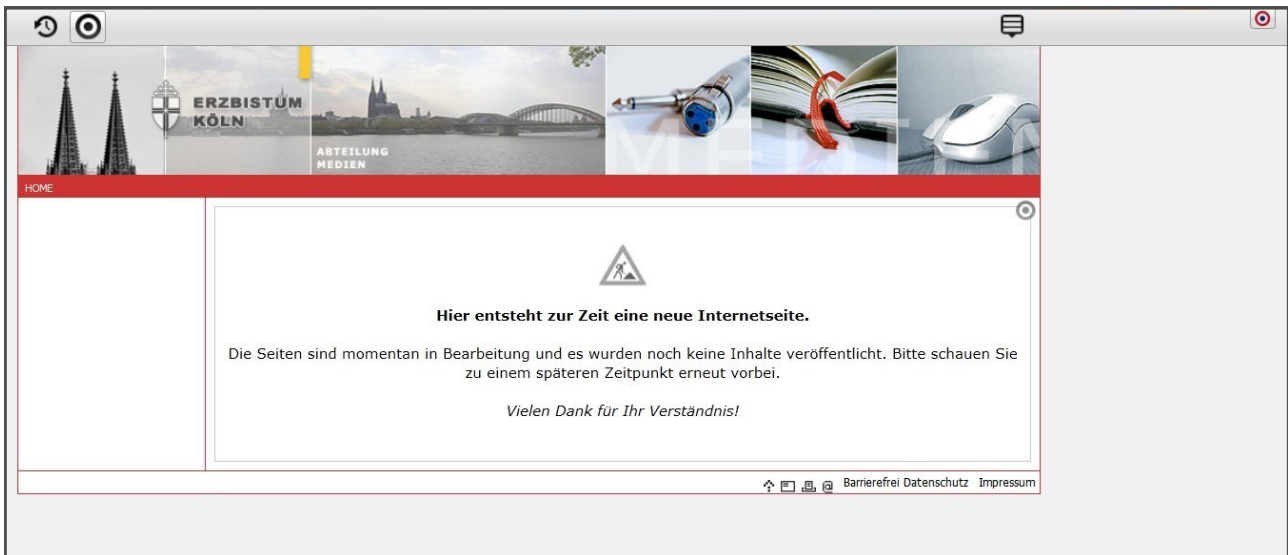 ERZBISTUM
KÖLN
ABTEILUNG
MEDIEN
MEDIEN
HOME
Hier entsteht zur Zeit eine neue Internetseite.
Die Seiten sind momentan in Bearbeitung und es wurden noch keine Inhalte veröffentlicht. Bitte schauen Sie
zu einem späteren Zeitpunkt erneut vorbei.
Vielen Dank für Ihr Verständnis!
@ Barrierefrei Datenschutz Impressum